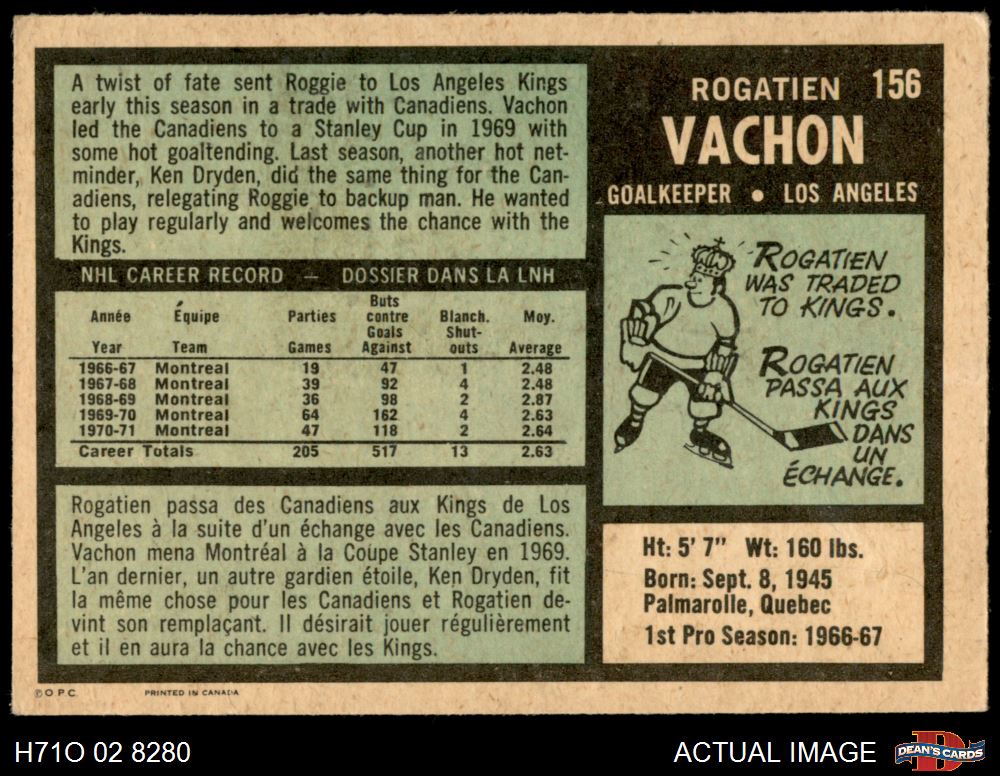 A twist of fate sent Roggie to Los Angeles Kings
early this season in a trade with Canadiens. Vachon
led the Canadiens to a Stanley Cup in 1969 with
some hot goaltending. Last season, another hot net-
minder, Ken Dryden, did the same thing for the Can-
adiens, relegating Roggie to backup man. He wanted
to play regularly and welcomes the chance with the
Kings.
NHL CAREER RECORD — DOSSIER DANS LA LNH
Année Équipe Parties Buts contre Blanch. Moy.
Year Team Games Goals Against Shut-outs Average
1966-67 Montreal 19 47 1 2.48
1967-68 Montreal 39 92 4 2.48
1968-69 Montreal 36 98 2 2.87
1969-70 Montreal 64 162 4 2.63
1970-71 Montreal 47 118 2 2.64
Career Totals 205 517 13 2.63
Rogatien passa des Canadiens aux Kings de Los
Angeles à la suite d'un échange avec les Canadiens.
Vachon mena Montréal à la Coupe Stanley en 1969.
L'an dernier, un autre gardien étoile, Ken Dryden, fit
la même chose pour les Canadiens et Rogatien de-
vint son remplaçant. Il désirait jouer régulièrement
et il en aura la chance avec les Kings.
ROGATIEN 156
VACHON
GOALKEEPER • LOS ANGELES
ROGATIEN
WAS TRADED
TO KINGS.
ROGATIEN
PASSA AUX
KINGS
DANS
UN
ÉCHANGE.
Ht: 5' 7" Wt: 160 lbs.
Born: Sept. 8, 1945
Palmarolle, Quebec
1st Pro Season: 1966-67
© O P C. PRINTED IN CANADA
H71O 02 8280 ACTUAL IMAGE DEAN'S CARDS